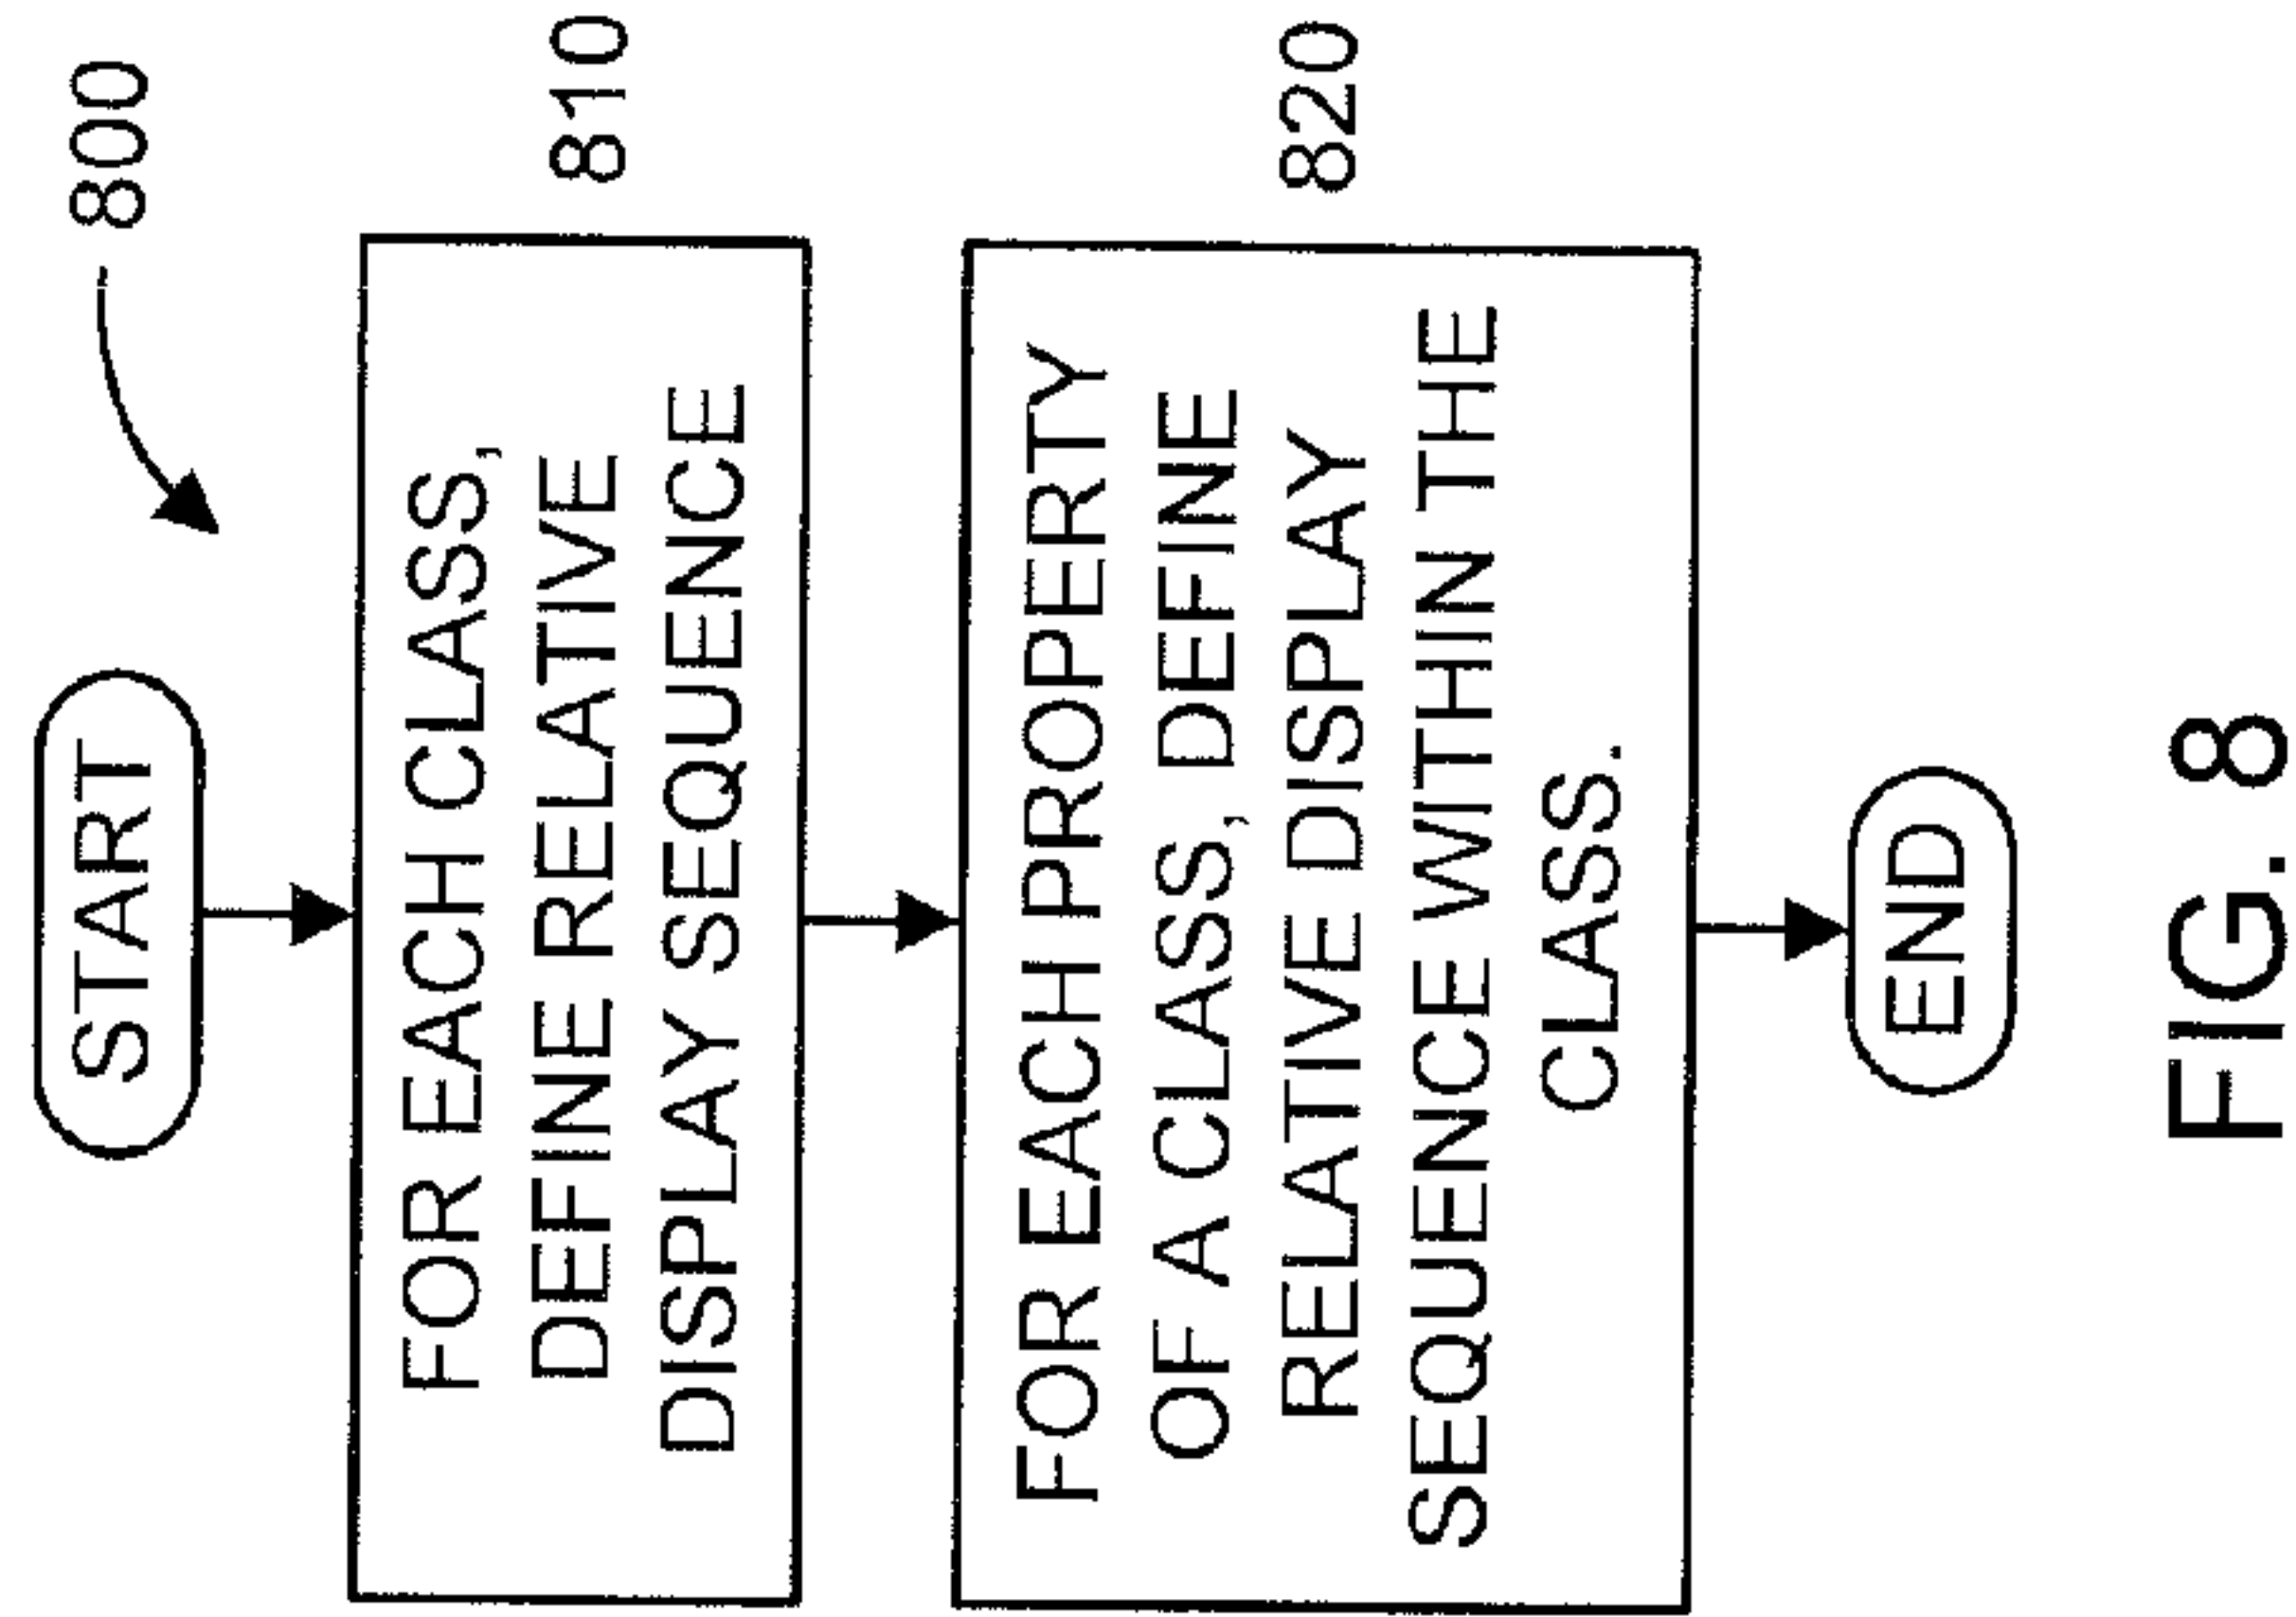 800
START
FOR EACH CLASS,
DEFINE RELATIVE
DISPLAY SEQUENCE
810
FOR EACH PROPERTY
OF A CLASS, DEFINE
RELATIVE DISPLAY
SEQUENCE WITHIN THE
CLASS.
820
END
FIG. 8